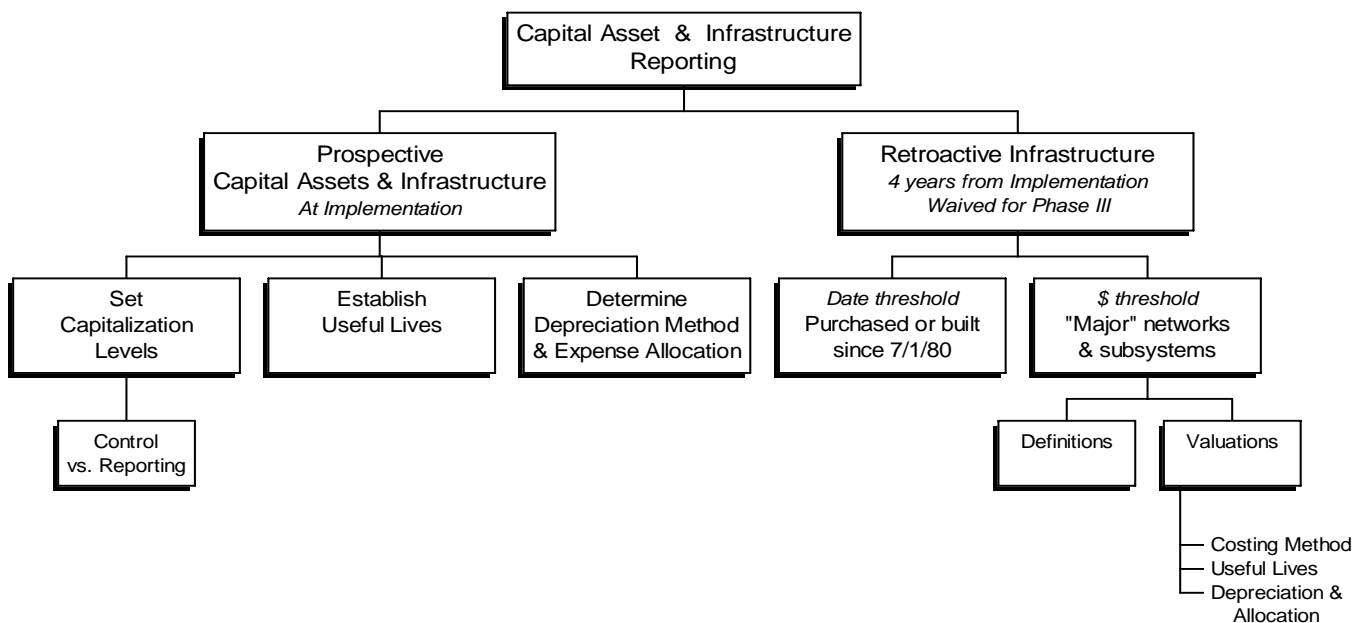 Capital Asset & Infrastructure
Reporting
Prospective
Capital Assets & Infrastructure
At Implementation
Retroactive Infrastructure
4 years from Implementation
Waived for Phase III
Set
Capitalization
Levels
Establish
Useful Lives
Determine
Depreciation Method
& Expense Allocation
Date threshold
Purchased or built
since 7/1/80
$ threshold
"Major" networks
& subsystems
Control
vs. Reporting
Definitions
Valuations
Costing Method
Useful Lives
Depreciation &
Allocation